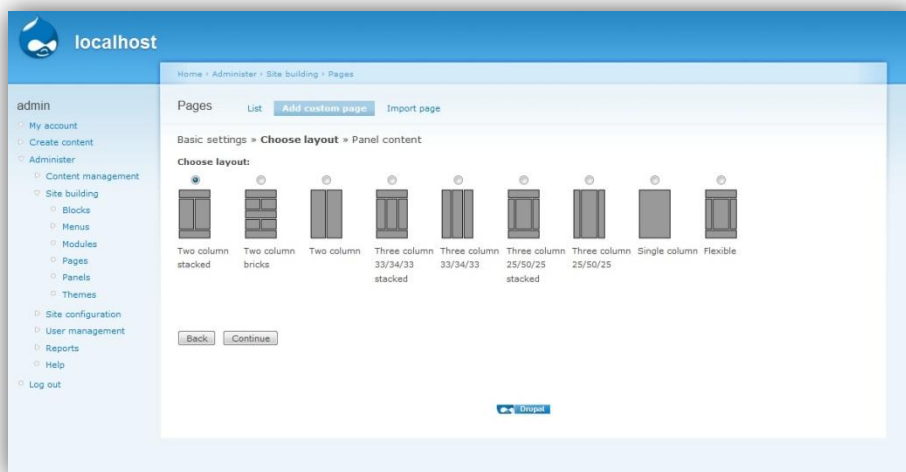 localhost
Home › Administer › Site building › Pages
admin
My account
Create content
Administer
Content management
Site building
Blocks
Menus
Modules
Pages
Panels
Themes
Site configuration
User management
Reports
Help
Log out
Pages List Add custom page Import page
Basic settings » Choose layout » Panel content
Choose layout:
Two column stacked
Two column bricks
Two column
Three column 33/34/33 stacked
Three column 33/34/33
Three column 25/50/25 stacked
Three column 25/50/25
Single column
Flexible
Back Continue
Drupal